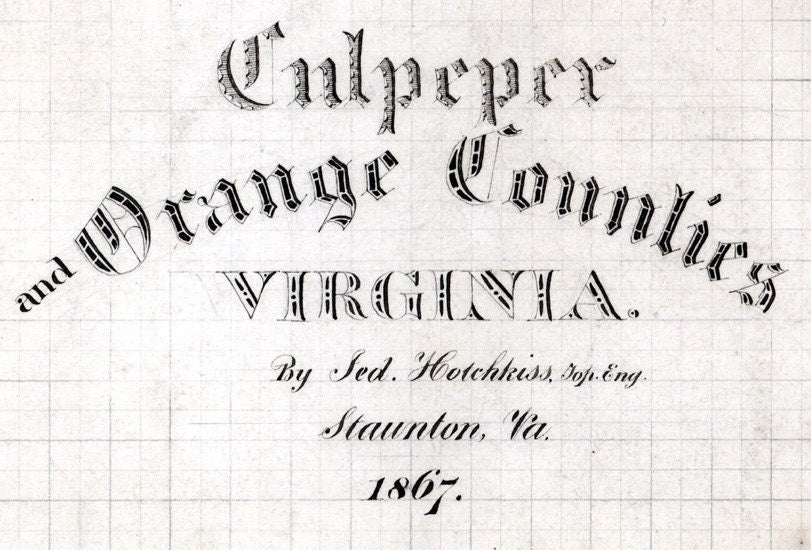 Culpeper
and Orange Counties
VIRGINIA.
By Jed. Hotchkiss, Top. Eng.
Staunton, Va.
1867.